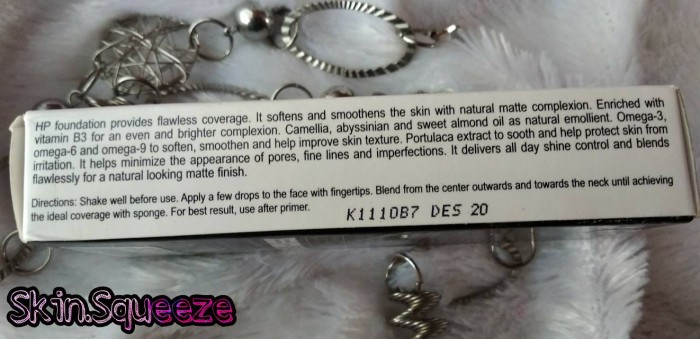 HP foundation provides flawless coverage. It softens and smoothens the skin with natural matte complexion. Enriched with
vitamin B3 for an even and brighter complexion. Camellia, abyssinian and sweet almond oil as natural emollient. Omega-3,
omega-6 and omega-9 to soften, smoothen and help improve skin texture. Portulaca extract to sooth and help protect skin from
irritation. It helps minimize the appearance of pores, fine lines and imperfections. It delivers all day shine control and blends
flawlessly for a natural looking matte finish.
Directions: Shake well before use. Apply a few drops to the face with fingertips. Blend from the center outwards and towards the neck until achieving
the ideal coverage with sponge. For best result, use after primer.
K1110B7 DES 20
Skin.Squeeze